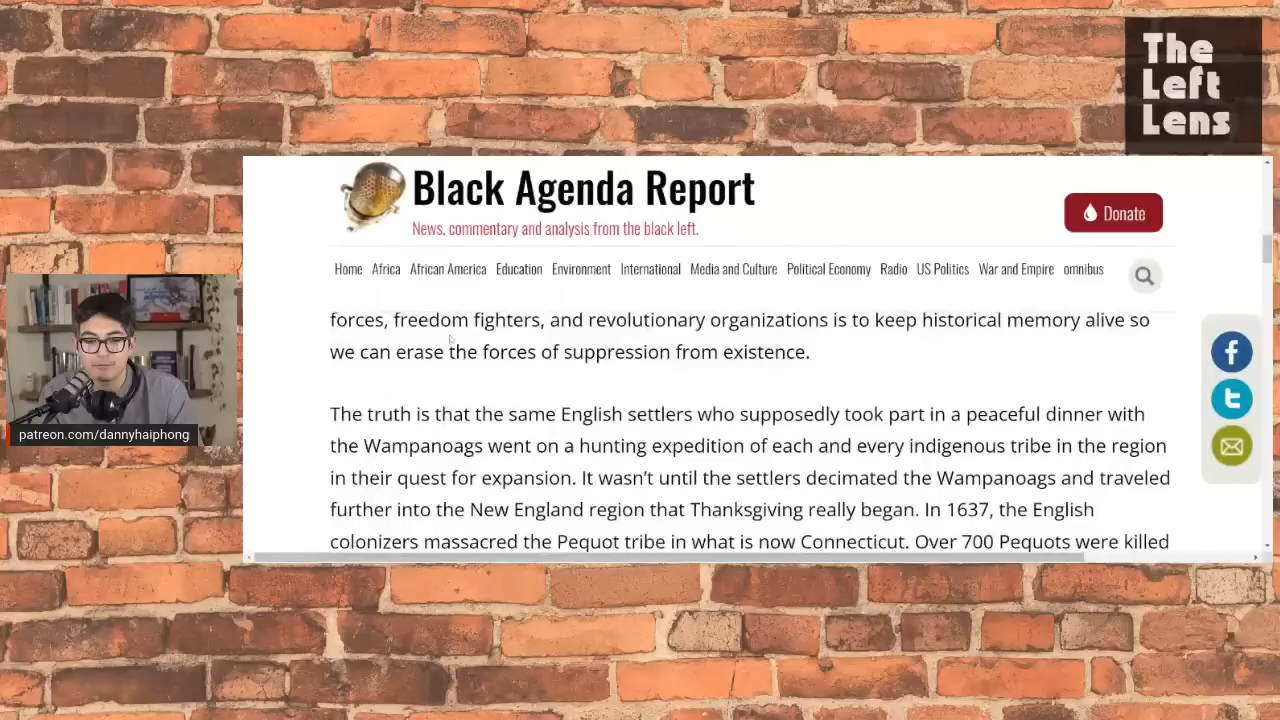 The
Left
Lens
Black Agenda Report
News, commentary and analysis from the black left.
Donate
Home Africa African America Education Environment International Media and Culture Political Economy Radio US Politics War and Empire omnibus
forces, freedom fighters, and revolutionary organizations is to keep historical memory alive so
we can erase the forces of suppression from existence.
The truth is that the same English settlers who supposedly took part in a peaceful dinner with
the Wampanoags went on a hunting expedition of each and every indigenous tribe in the region
in their quest for expansion. It wasn’t until the settlers decimated the Wampanoags and traveled
further into the New England region that Thanksgiving really began. In 1637, the English
colonizers massacred the Pequot tribe in what is now Connecticut. Over 700 Pequots were killed
patreon.com/dannyhaiphong